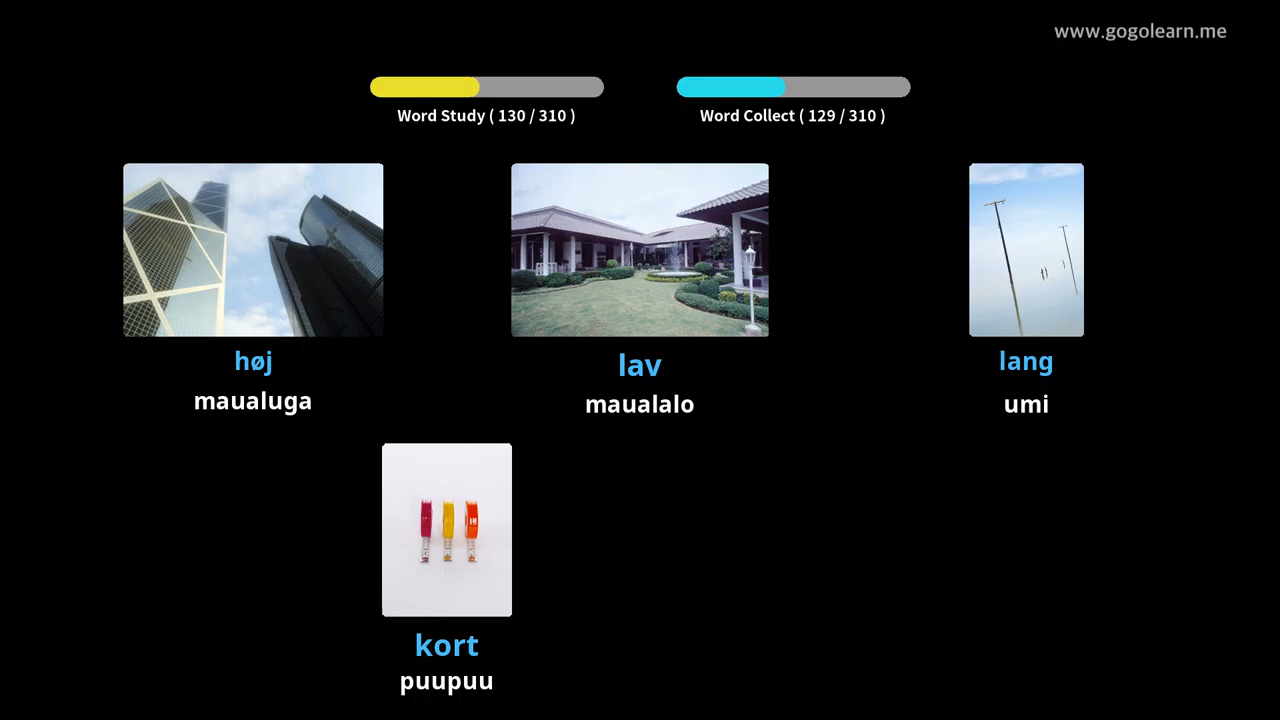 www.gogolearn.me
Word Study ( 130 / 310 )
Word Collect ( 129 / 310 )
høj
lav
lang
maualuga
maualalo
umi
kort
puupuu